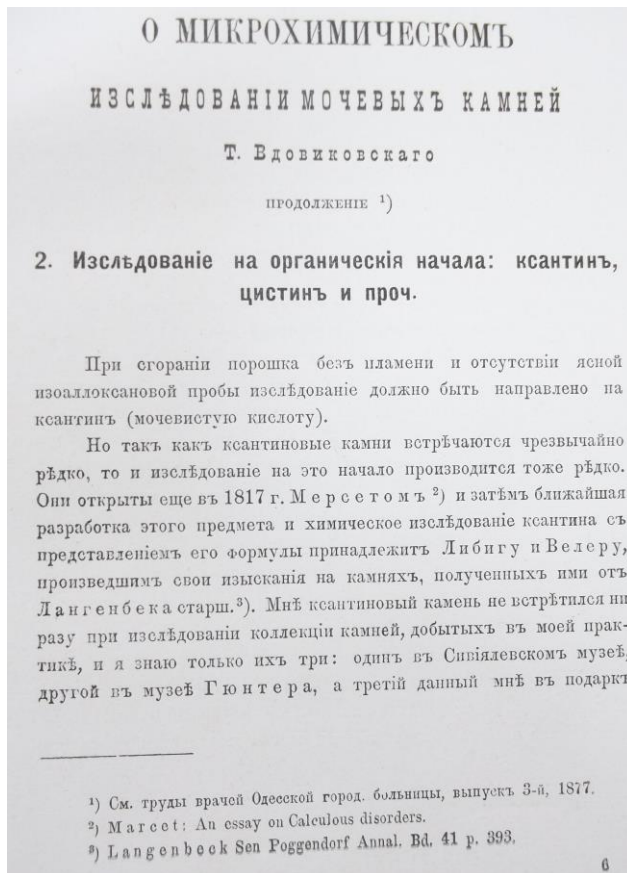 О МИКРОХИМИЧЕСКОМЪ
ИЗСЛѢДОВАНІИ МОЧЕВЫХЪ КАМНЕЙ
Т. Вдовиковскаго
ПРОДОЛЖЕНІЕ ¹)
2. Изслѣдованіе на органическія начала: ксантинъ,
цистинъ и проч.
При сгораніи порошка безъ пламени и отсутствіи ясной
изоаллоксановой пробы изслѣдованіе должно быть направлено на
ксантин (мочевистую кислоту).
Но такъ какъ ксантиновые камни встрѣчаются чрезвычайно
рѣдко, то и изслѣдованіе на это начало производится тоже рѣдко.
Они открыты еще въ 1817 г. Мерсетомъ ²) и затѣмъ ближайшая
разработка этого предмета и химическое изслѣдованіе ксантина съ
представленіемъ его формулы принадлежит Либигу и Велеру,
произведшимъ свои изысканія на камняхъ, полученныхъ ими отъ
Лангенбека старш.³). Мнѣ ксантиновый камень не встрѣтился ни
разу при изслѣдованіи коллекціи камней, добытыхъ въ моей прак-
тикѣ, и я знаю только ихъ три: одинъ въ Сивіялевскомъ музеѣ,
другой въ музеѣ Гюнтера, а третій данный мнѣ въ подаркъ
¹) См. труды врачей Одесской город. больницы, выпускъ 3-й, 1877.
²) Marcet: An essay on Calculous disorders.
³) Langenbeck Sen Poggendorf Annal. Bd. 41 p. 393.
6